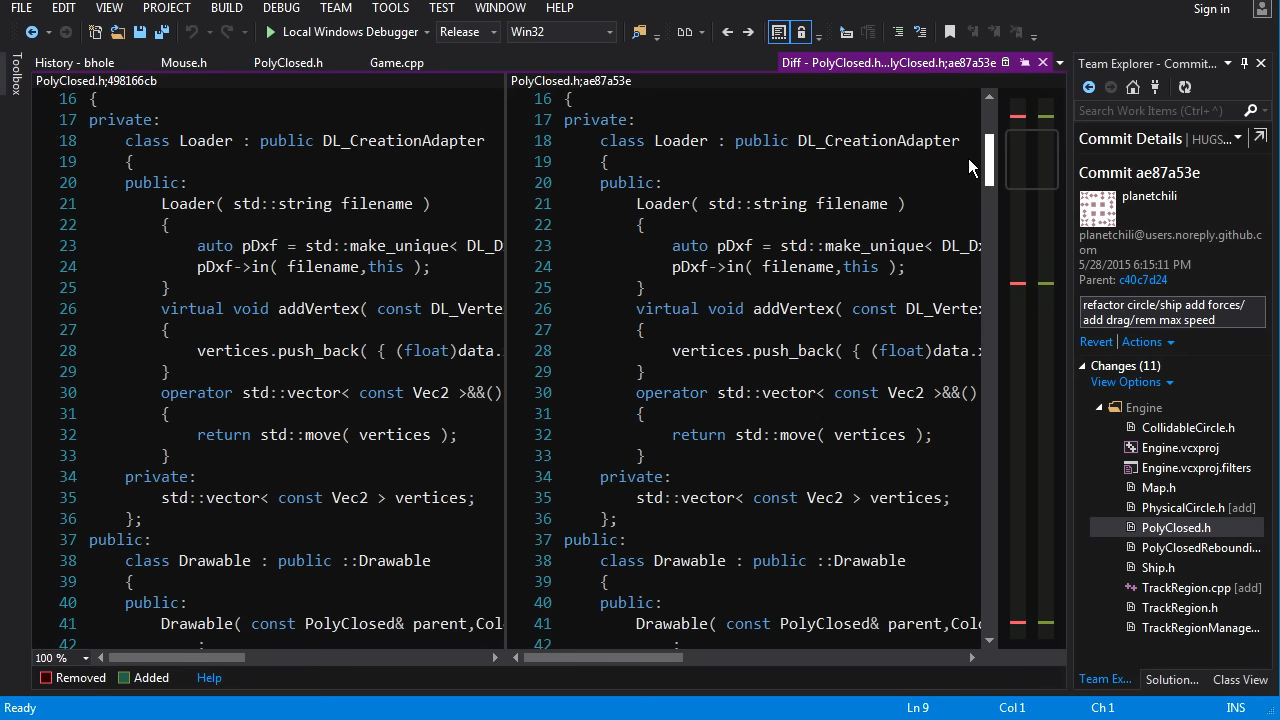 FILE EDIT VIEW PROJECT BUILD DEBUG TEAM TOOLS TEST WINDOW HELP
Sign in
Local Windows Debugger Release Win32
Toolbox
History - bhole Mouse.h PolyClosed.h Game.cpp Diff - PolyClosed.h...lyClosed.h;ae87a53e
PolyClosed.h;498166cb
16 {
17 private:
18 class Loader : public DL_CreationAdapter
19 {
20 public:
21 Loader( std::string filename )
22 {
23 auto pDxf = std::make_unique< DL_D
24 pDxf->in( filename,this );
25 }
26 virtual void addVertex( const DL_Verte
27 {
28 vertices.push_back( { (float)data.
29 }
30 operator std::vector< const Vec2 >&&()
31 {
32 return std::move( vertices );
33 }
34 private:
35 std::vector< const Vec2 > vertices;
36 };
37 public:
38 class Drawable : public ::Drawable
39 {
40 public:
41 Drawable( const PolyClosed& parent,Col
42 :
100 %
PolyClosed.h;ae87a53e
16 {
17 private:
18 class Loader : public DL_CreationAdapter
19 {
20 public:
21 Loader( std::string filename )
22 {
23 auto pDxf = std::make_unique< DL_Dx
24 pDxf->in( filename,this );
25 }
26 virtual void addVertex( const DL_Vertex
27 {
28 vertices.push_back( { (float)data.x
29 }
30 operator std::vector< const Vec2 >&&()
31 {
32 return std::move( vertices );
33 }
34 private:
35 std::vector< const Vec2 > vertices;
36 };
37 public:
38 class Drawable : public ::Drawable
39 {
40 public:
41 Drawable( const PolyClosed& parent,Colo
42 :
Removed Added Help
Team Explorer - Commit...
Search Work Items (Ctrl+^)
Commit Details | HUGS...
Commit ae87a53e
planetchili
planetchili@users.noreply.github.c
om
5/28/2015 6:15:11 PM
Parent: c40c7d24
refactor circle/ship add forces/
add drag/rem max speed
Revert Actions
Changes (11)
View Options
Engine
CollidableCircle.h
Engine.vcxproj
Engine.vcxproj.filters
Map.h
PhysicalCircle.h [add]
PolyClosed.h
PolyClosedReboundi...
Ship.h
TrackRegion.cpp [add]
TrackRegion.h
TrackRegionManage...
Team Ex... Solution... Class View
Ready Ln 9 Col 1 Ch 1 INS